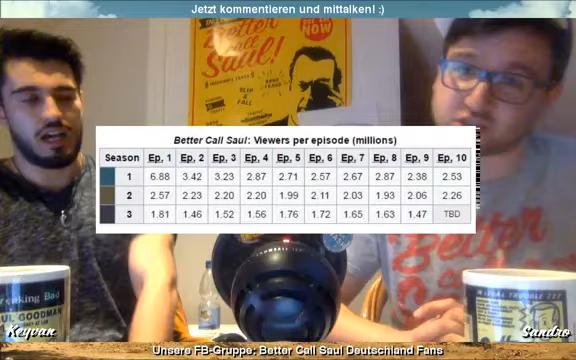 Jetzt kommentieren und mittalken! :)
Better
call
Saul!
IN
NOW
Better Call Saul: Viewers per episode (millions)
Season Ep. 1 Ep. 2 Ep. 3 Ep. 4 Ep. 5 Ep. 6 Ep. 7 Ep. 8 Ep. 9 Ep. 10
1 6.88 3.42 3.23 2.87 2.71 2.57 2.67 2.87 2.38 2.53
2 2.57 2.23 2.20 2.20 1.99 2.11 2.03 1.93 2.06 2.26
3 1.81 1.46 1.52 1.56 1.76 1.72 1.65 1.63 1.47 TBD
Better
reaking Bad
UL GOODMAN
Keyvan
Sandro
Unsere FB-Gruppe: Better Call Saul Deutschland Fans